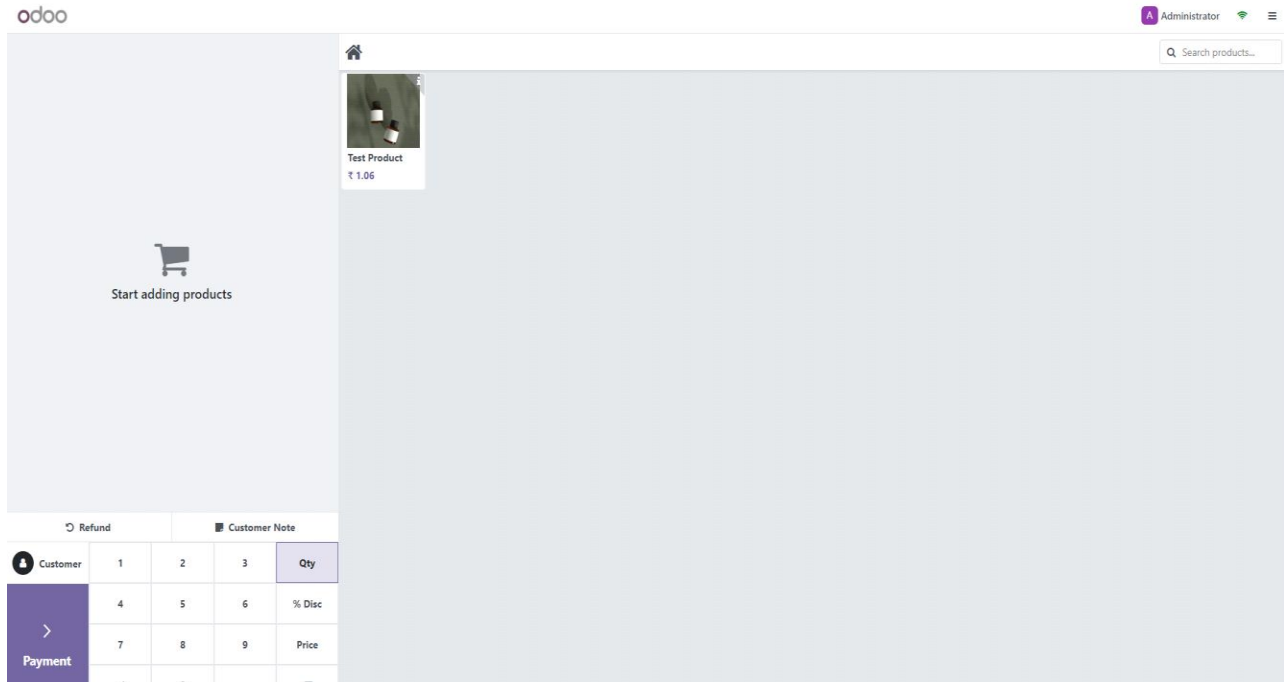 odoo
A Administrator
Search products...
Test Product
₹ 1.06
Start adding products
Refund
Customer Note
Customer
1 2 3 Qty
4 5 6 % Disc
7 8 9 Price
Payment